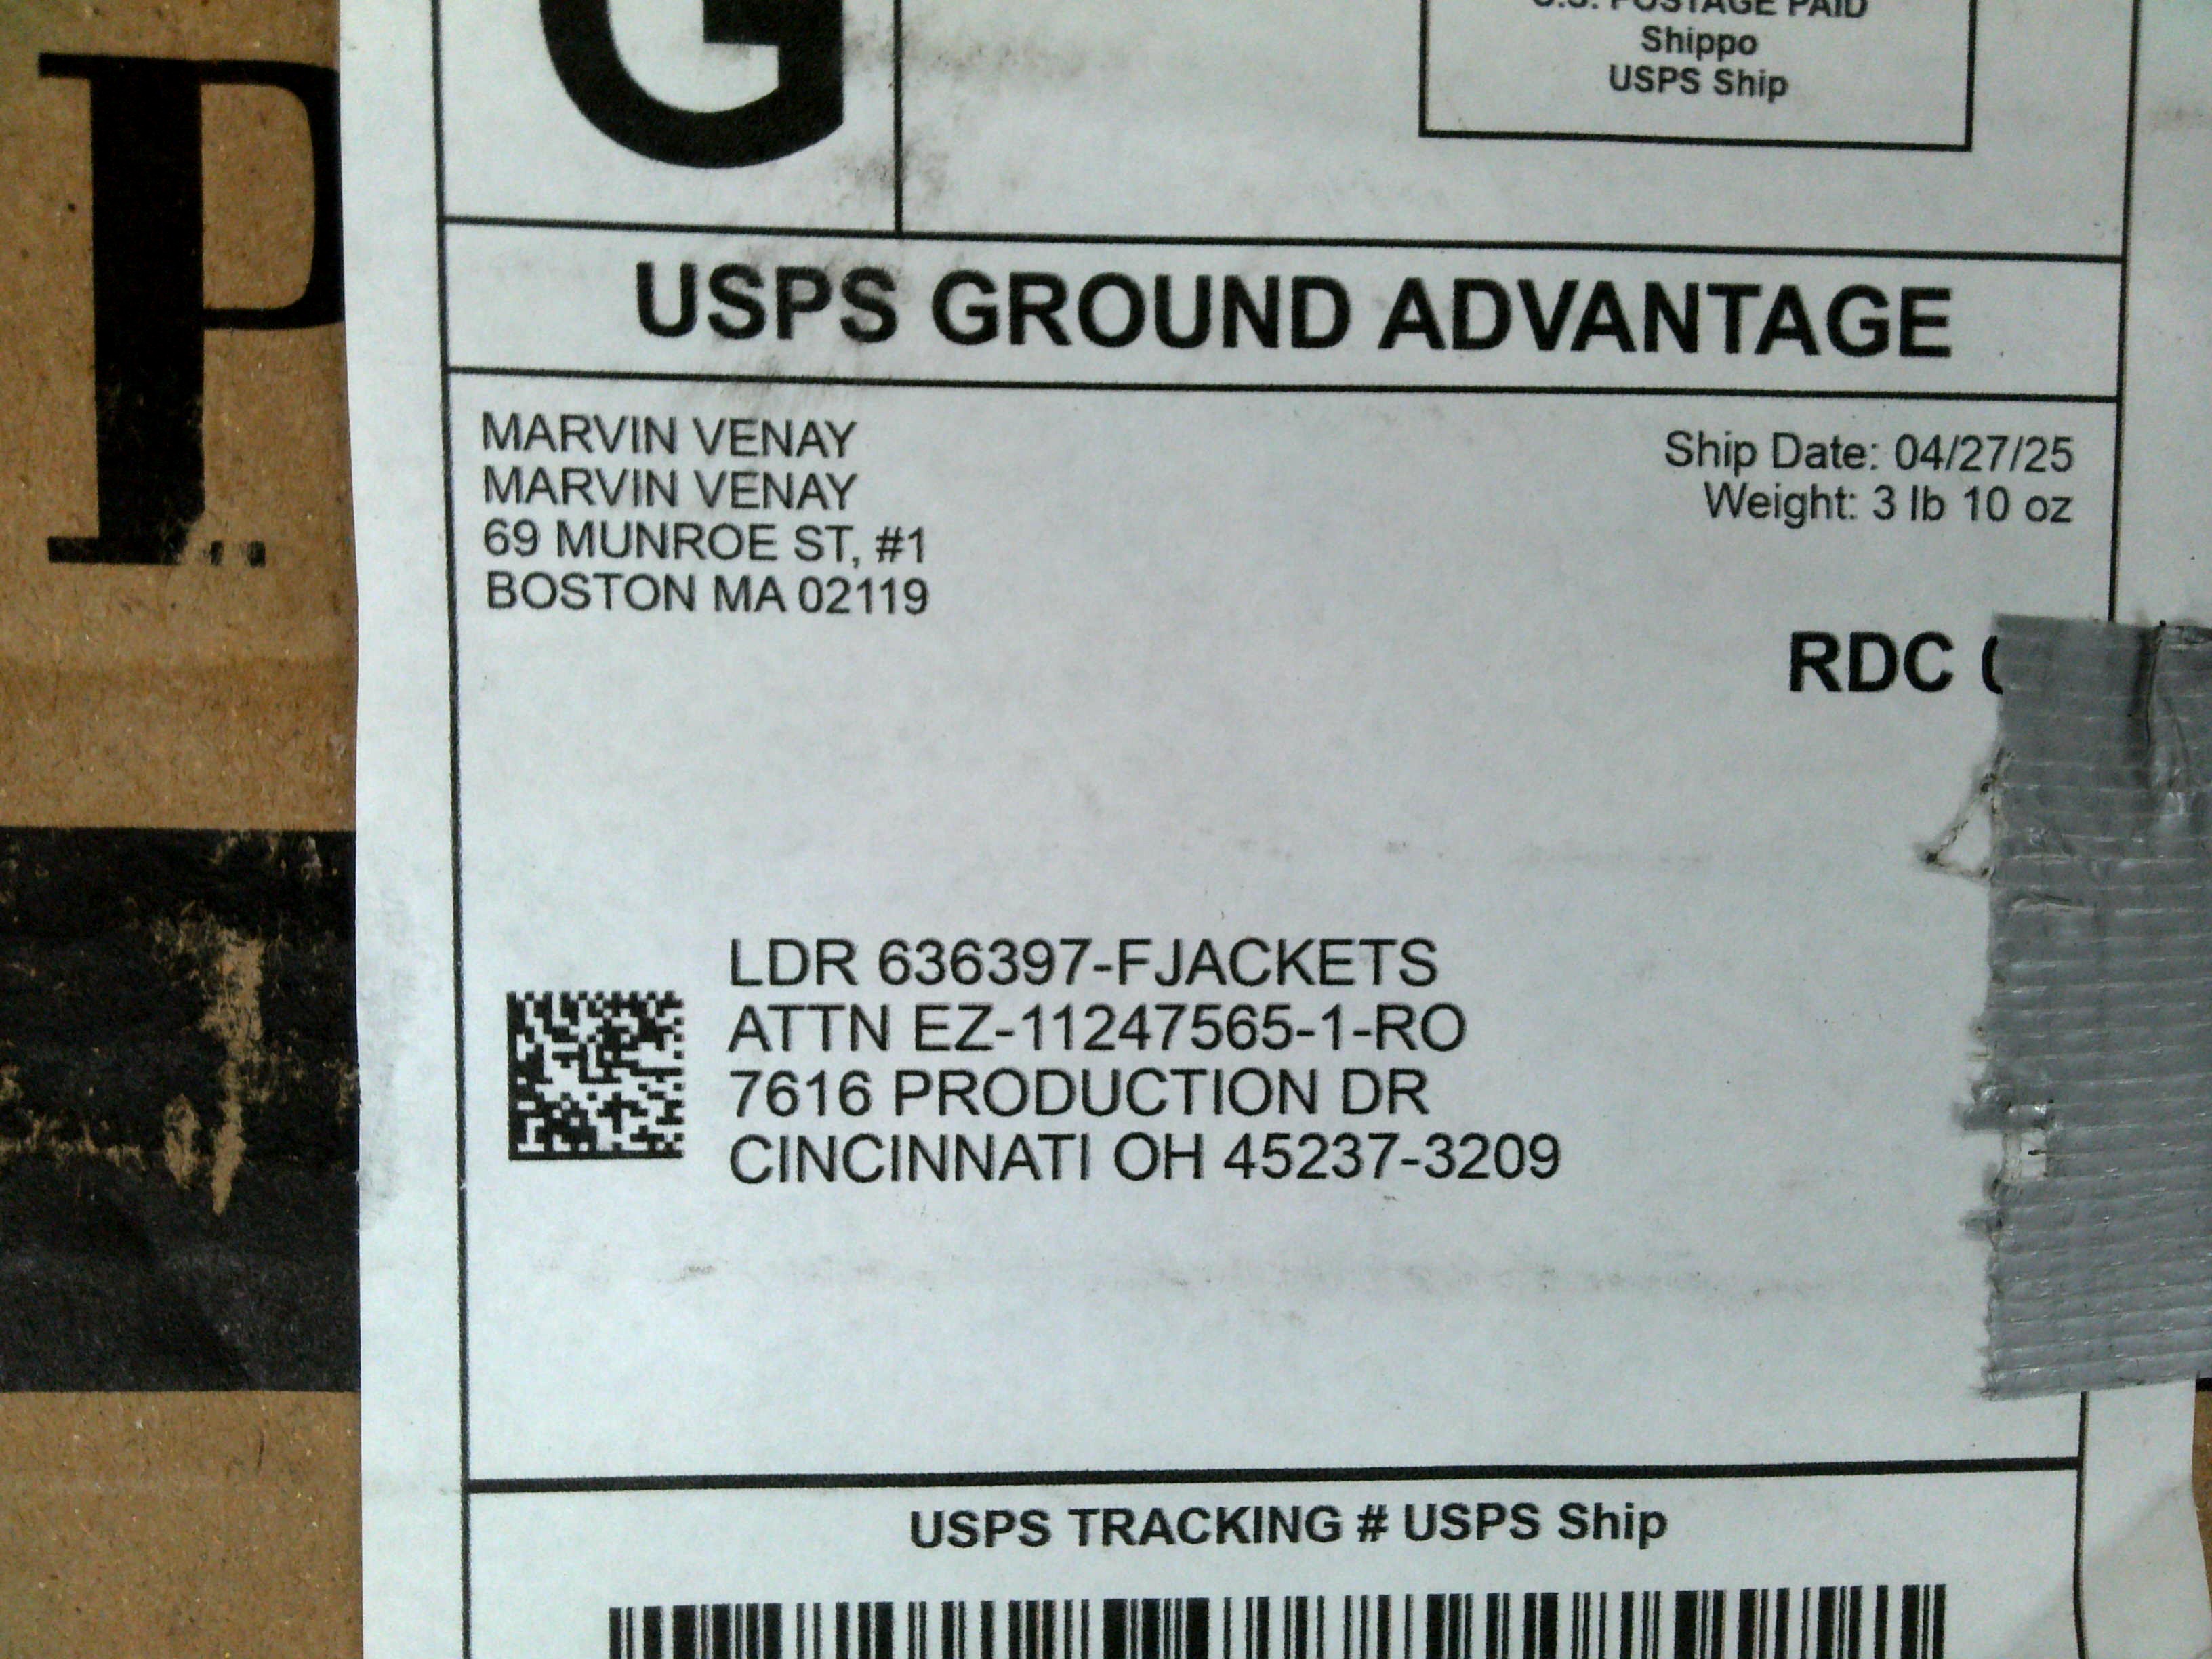 P
G
U.S. POSTAGE PAID
Shippo
USPS Ship
USPS GROUND ADVANTAGE
MARVIN VENAY
MARVIN VENAY
69 MUNROE ST, #1
BOSTON MA 02119
Ship Date: 04/27/25
Weight: 3 lb 10 oz
RDC
LDR 636397-FJACKETS
ATTN EZ-11247565-1-RO
7616 PRODUCTION DR
CINCINNATI OH 45237-3209
USPS TRACKING # USPS Ship